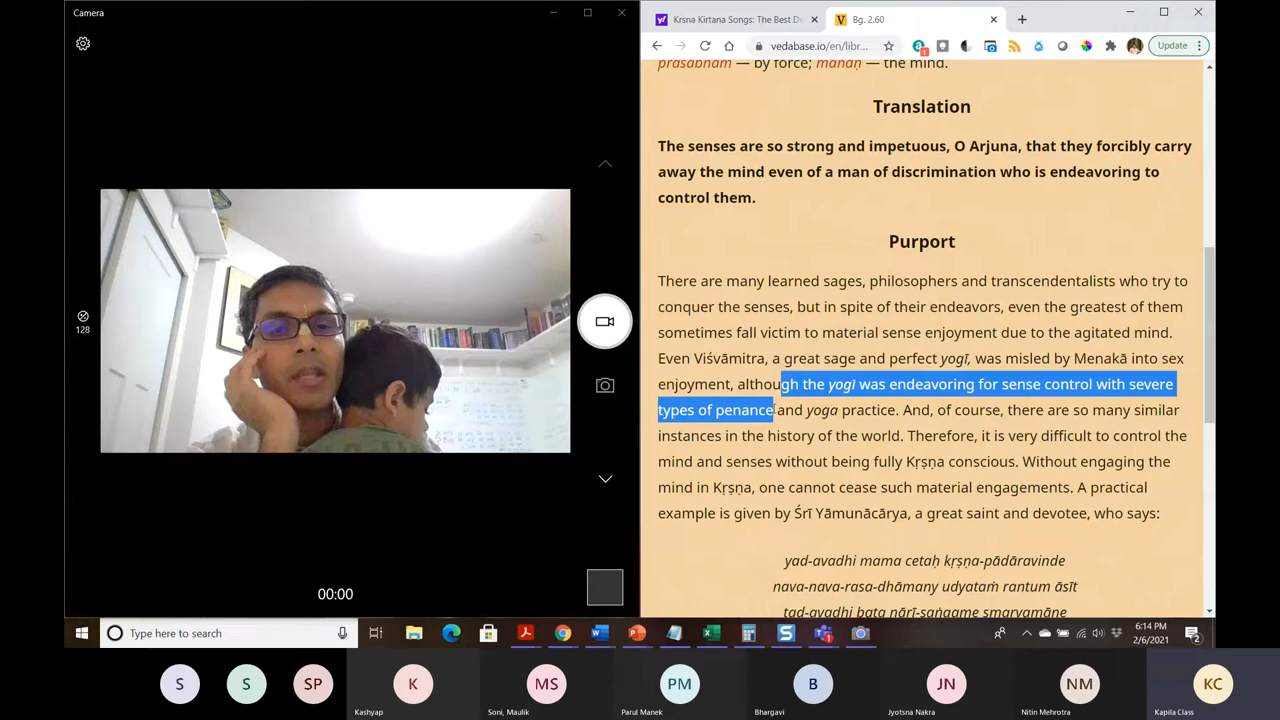 Camera
128
00:00
Krsna Kirtana Songs: The Best De
Bg. 2.60
vedabase.io/en/libr...
Update
prasabham — by force; manaḥ — the mind.
Translation
The senses are so strong and impetuous, O Arjuna, that they forcibly carry
away the mind even of a man of discrimination who is endeavoring to
control them.
Purport
There are many learned sages, philosophers and transcendentalists who try to
conquer the senses, but in spite of their endeavors, even the greatest of them
sometimes fall victim to material sense enjoyment due to the agitated mind.
Even Viśvāmitra, a great sage and perfect yogī, was misled by Menakā into sex
enjoyment, although the yogī was endeavoring for sense control with severe
types of penance and yoga practice. And, of course, there are so many similar
instances in the history of the world. Therefore, it is very difficult to control the
mind and senses without being fully Kṛṣṇa conscious. Without engaging the
mind in Kṛṣṇa, one cannot cease such material engagements. A practical
example is given by Śrī Yāmunācārya, a great saint and devotee, who says:
yad-avadhi mama cetaḥ kṛṣṇa-pādāravinde
nava-nava-rasa-dhāmany udyataṁ rantum āsīt
tad-avadhi bata nārī-saṅgame smaryamāne
Type here to search
6:14 PM
2/6/2021
2
S
S
SP
K
MS
PM
B
JN
NM
KC
Kashyap
Soni, Maulik
Parul Manek
Bhargavi
Jyotsna Nakra
Nitin Mehrotra
Kapila Class